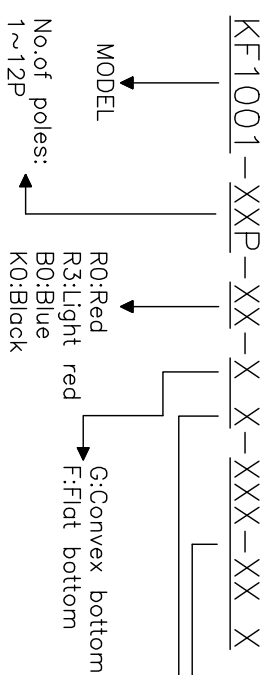 KF1001-XXP-XX-X X-XXX-XX X
MODEL
No.of poles:
1~12P
R0:Red
R3:Light red
B0:Blue
K0:Black
G:Convex bottom
F:Flat bottom